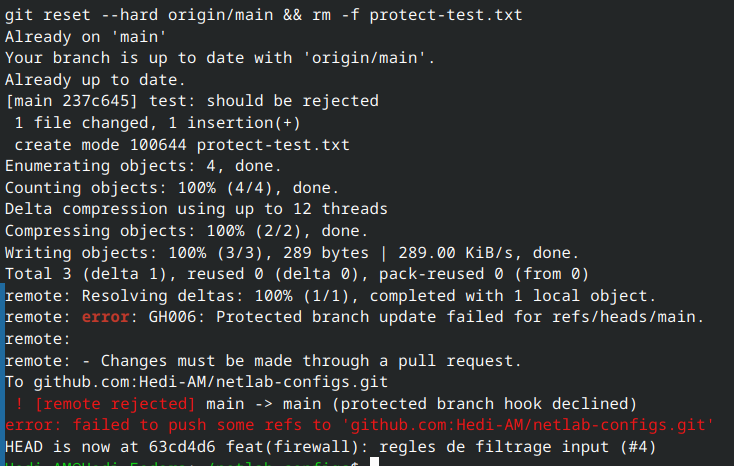 git reset --hard origin/main && rm -f protect-test.txt
Already on 'main'
Your branch is up to date with 'origin/main'.
Already up to date.
[main 237c645] test: should be rejected
 1 file changed, 1 insertion(+)
 create mode 100644 protect-test.txt
Enumerating objects: 4, done.
Counting objects: 100% (4/4), done.
Delta compression using up to 12 threads
Compressing objects: 100% (2/2), done.
Writing objects: 100% (3/3), 289 bytes | 289.00 KiB/s, done.
Total 3 (delta 1), reused 0 (delta 0), pack-reused 0 (from 0)
remote: Resolving deltas: 100% (1/1), completed with 1 local object.
remote: error: GH006: Protected branch update failed for refs/heads/main.
remote:
remote: - Changes must be made through a pull request.
To github.com:Hedi-AM/netlab-configs.git
 ! [remote rejected] main -> main (protected branch hook declined)
error: failed to push some refs to 'github.com:Hedi-AM/netlab-configs.git'
HEAD is now at 63cd4d6 feat(firewall): regles de filtrage input (#4)